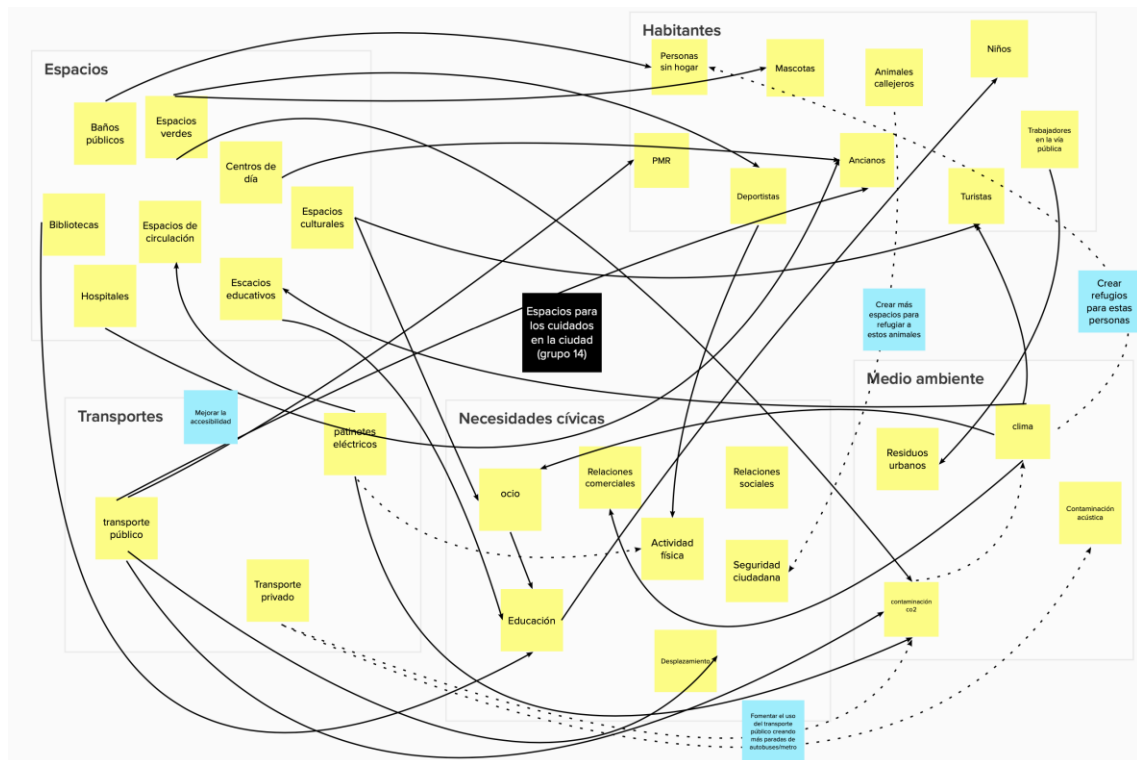 Espacios
Baños
públicos
Espacios
verdes
Centros de
día
Espacios
culturales
Bibliotecas
Espacios de
circulación
Hospitales
Escacios
educativos
Habitantes
Personas
sin hogar
Mascotas
Animales
callejeros
Niños
PMR
Deportistas
Ancianos
Trabajadores
en la vía
pública
Turistas
Espacios para
los cuidados
en la ciudad
(grupo 14)
Crear más
espacios para
refugiar a
estos animales
Crear
refugios
para estas
personas
Transportes
Mejorar la
accesibilidad
patinetes
eléctricos
transporte
público
Transporte
privado
Necesidades cívicas
ocio
Relaciones
comerciales
Relaciones
sociales
Actividad
física
Seguridad
ciudadana
Educación
Desplazamiento
Fomentar el uso
del transporte
público creando
más paradas de
autobuses/metro
Medio ambiente
Residuos
urbanos
clima
Contaminación
acústica
contaminación
co2